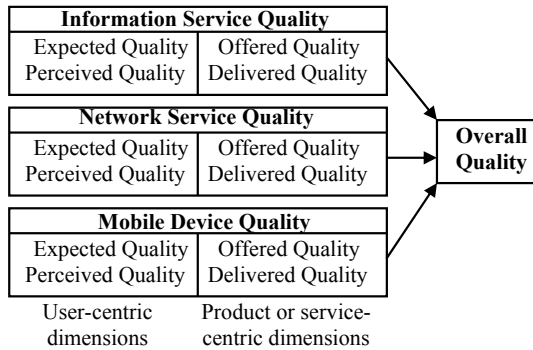 Information Service Quality
Expected Quality
Perceived Quality
Offered Quality
Delivered Quality
Network Service Quality
Expected Quality
Perceived Quality
Offered Quality
Delivered Quality
Mobile Device Quality
Expected Quality
Perceived Quality
Offered Quality
Delivered Quality
User-centric
dimensions
Product or service-
centric dimensions
Overall
Quality